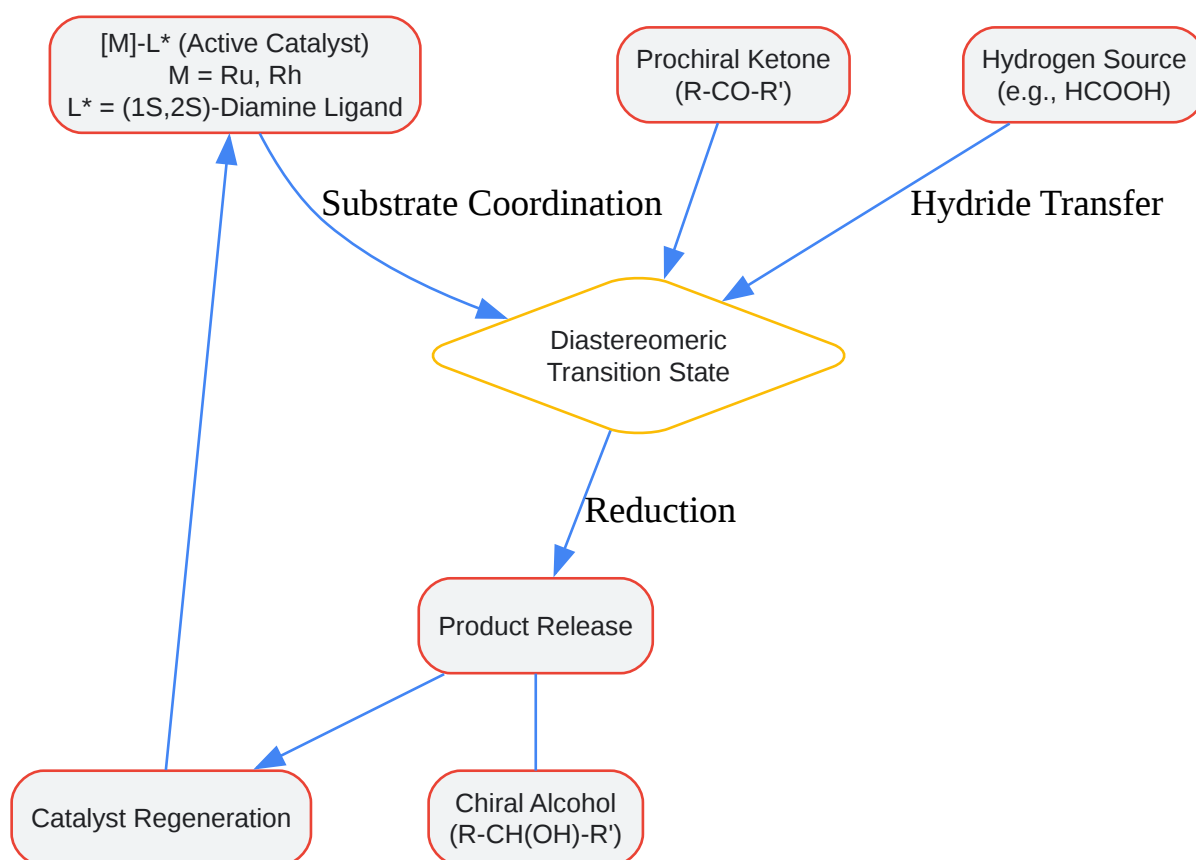 [M]-L* (Active Catalyst)
M = Ru, Rh
L* = (1S,2S)-Diamine Ligand
Prochiral Ketone
(R-CO-R')
Hydrogen Source
(e.g., HCOOH)
Substrate Coordination
Hydride Transfer
Diastereomeric
Transition State
Reduction
Product Release
Catalyst Regeneration
Chiral Alcohol
(R-CH(OH)-R')